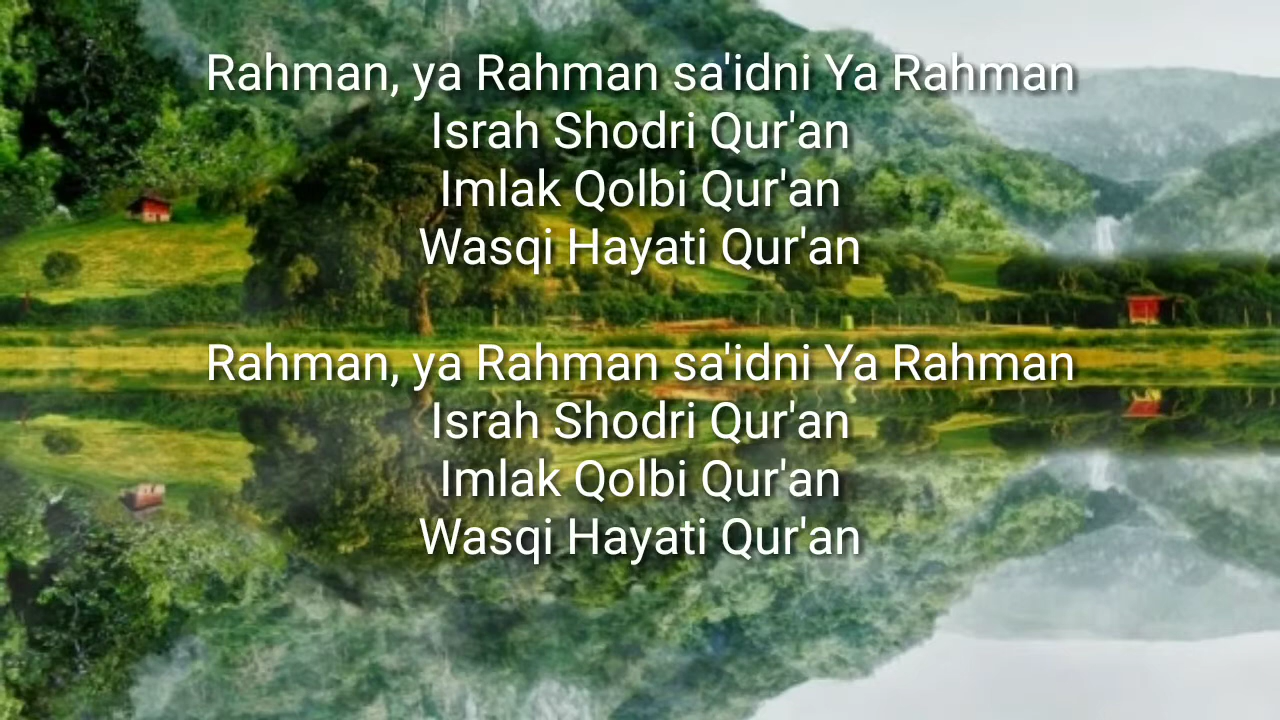 Rahman, ya Rahman sa'idni Ya Rahman
Israh Shodri Qur'an
Imlak Qolbi Qur'an
Wasqi Hayati Qur'an
Rahman, ya Rahman sa'idni Ya Rahman
Israh Shodri Qur'an
Imlak Qolbi Qur'an
Wasqi Hayati Qur'an